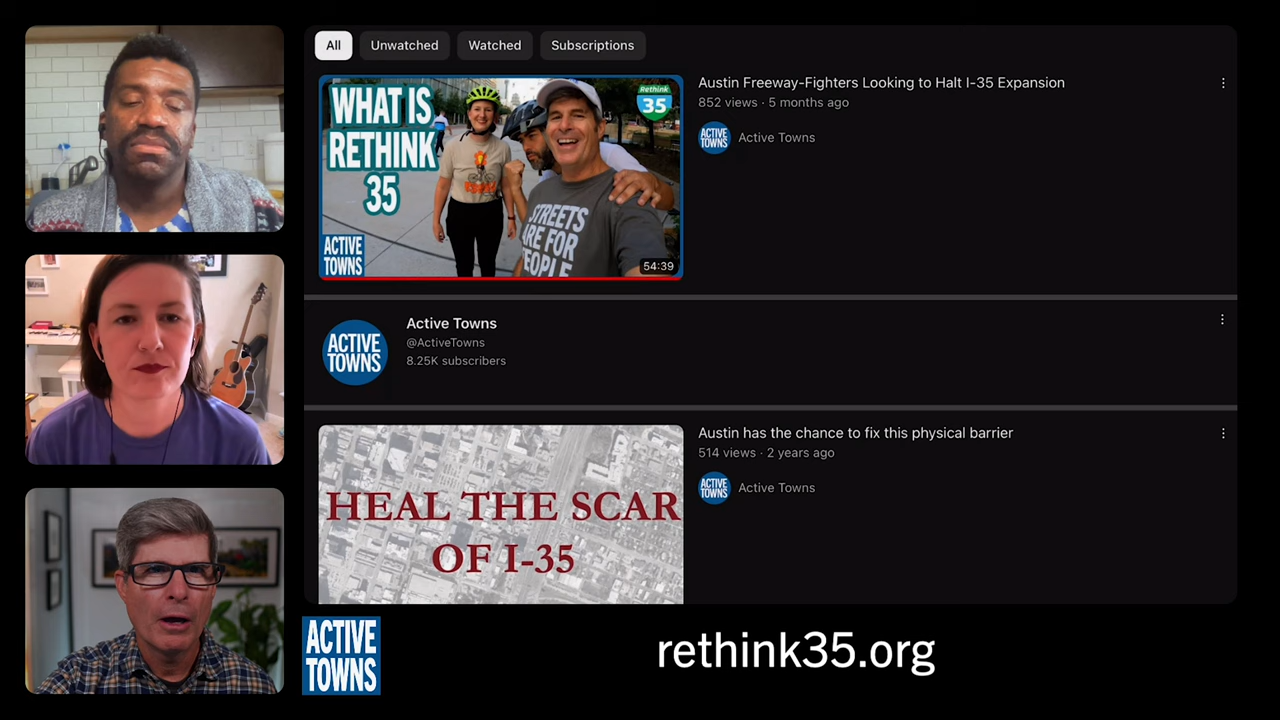 All
Unwatched
Watched
Subscriptions
WHAT IS
RETHINK
35
Rethink
35
STREETS
ARE FOR
PEOPLE
ACTIVE
TOWNS
54:39
Austin Freeway-Fighters Looking to Halt I-35 Expansion
852 views · 5 months ago
ACTIVE
TOWNS
Active Towns
ACTIVE
TOWNS
Active Towns
@ActiveTowns
8.25K subscribers
HEAL THE SCAR
OF I-35
Austin has the chance to fix this physical barrier
514 views · 2 years ago
ACTIVE
TOWNS
Active Towns
ACTIVE
TOWNS
rethink35.org